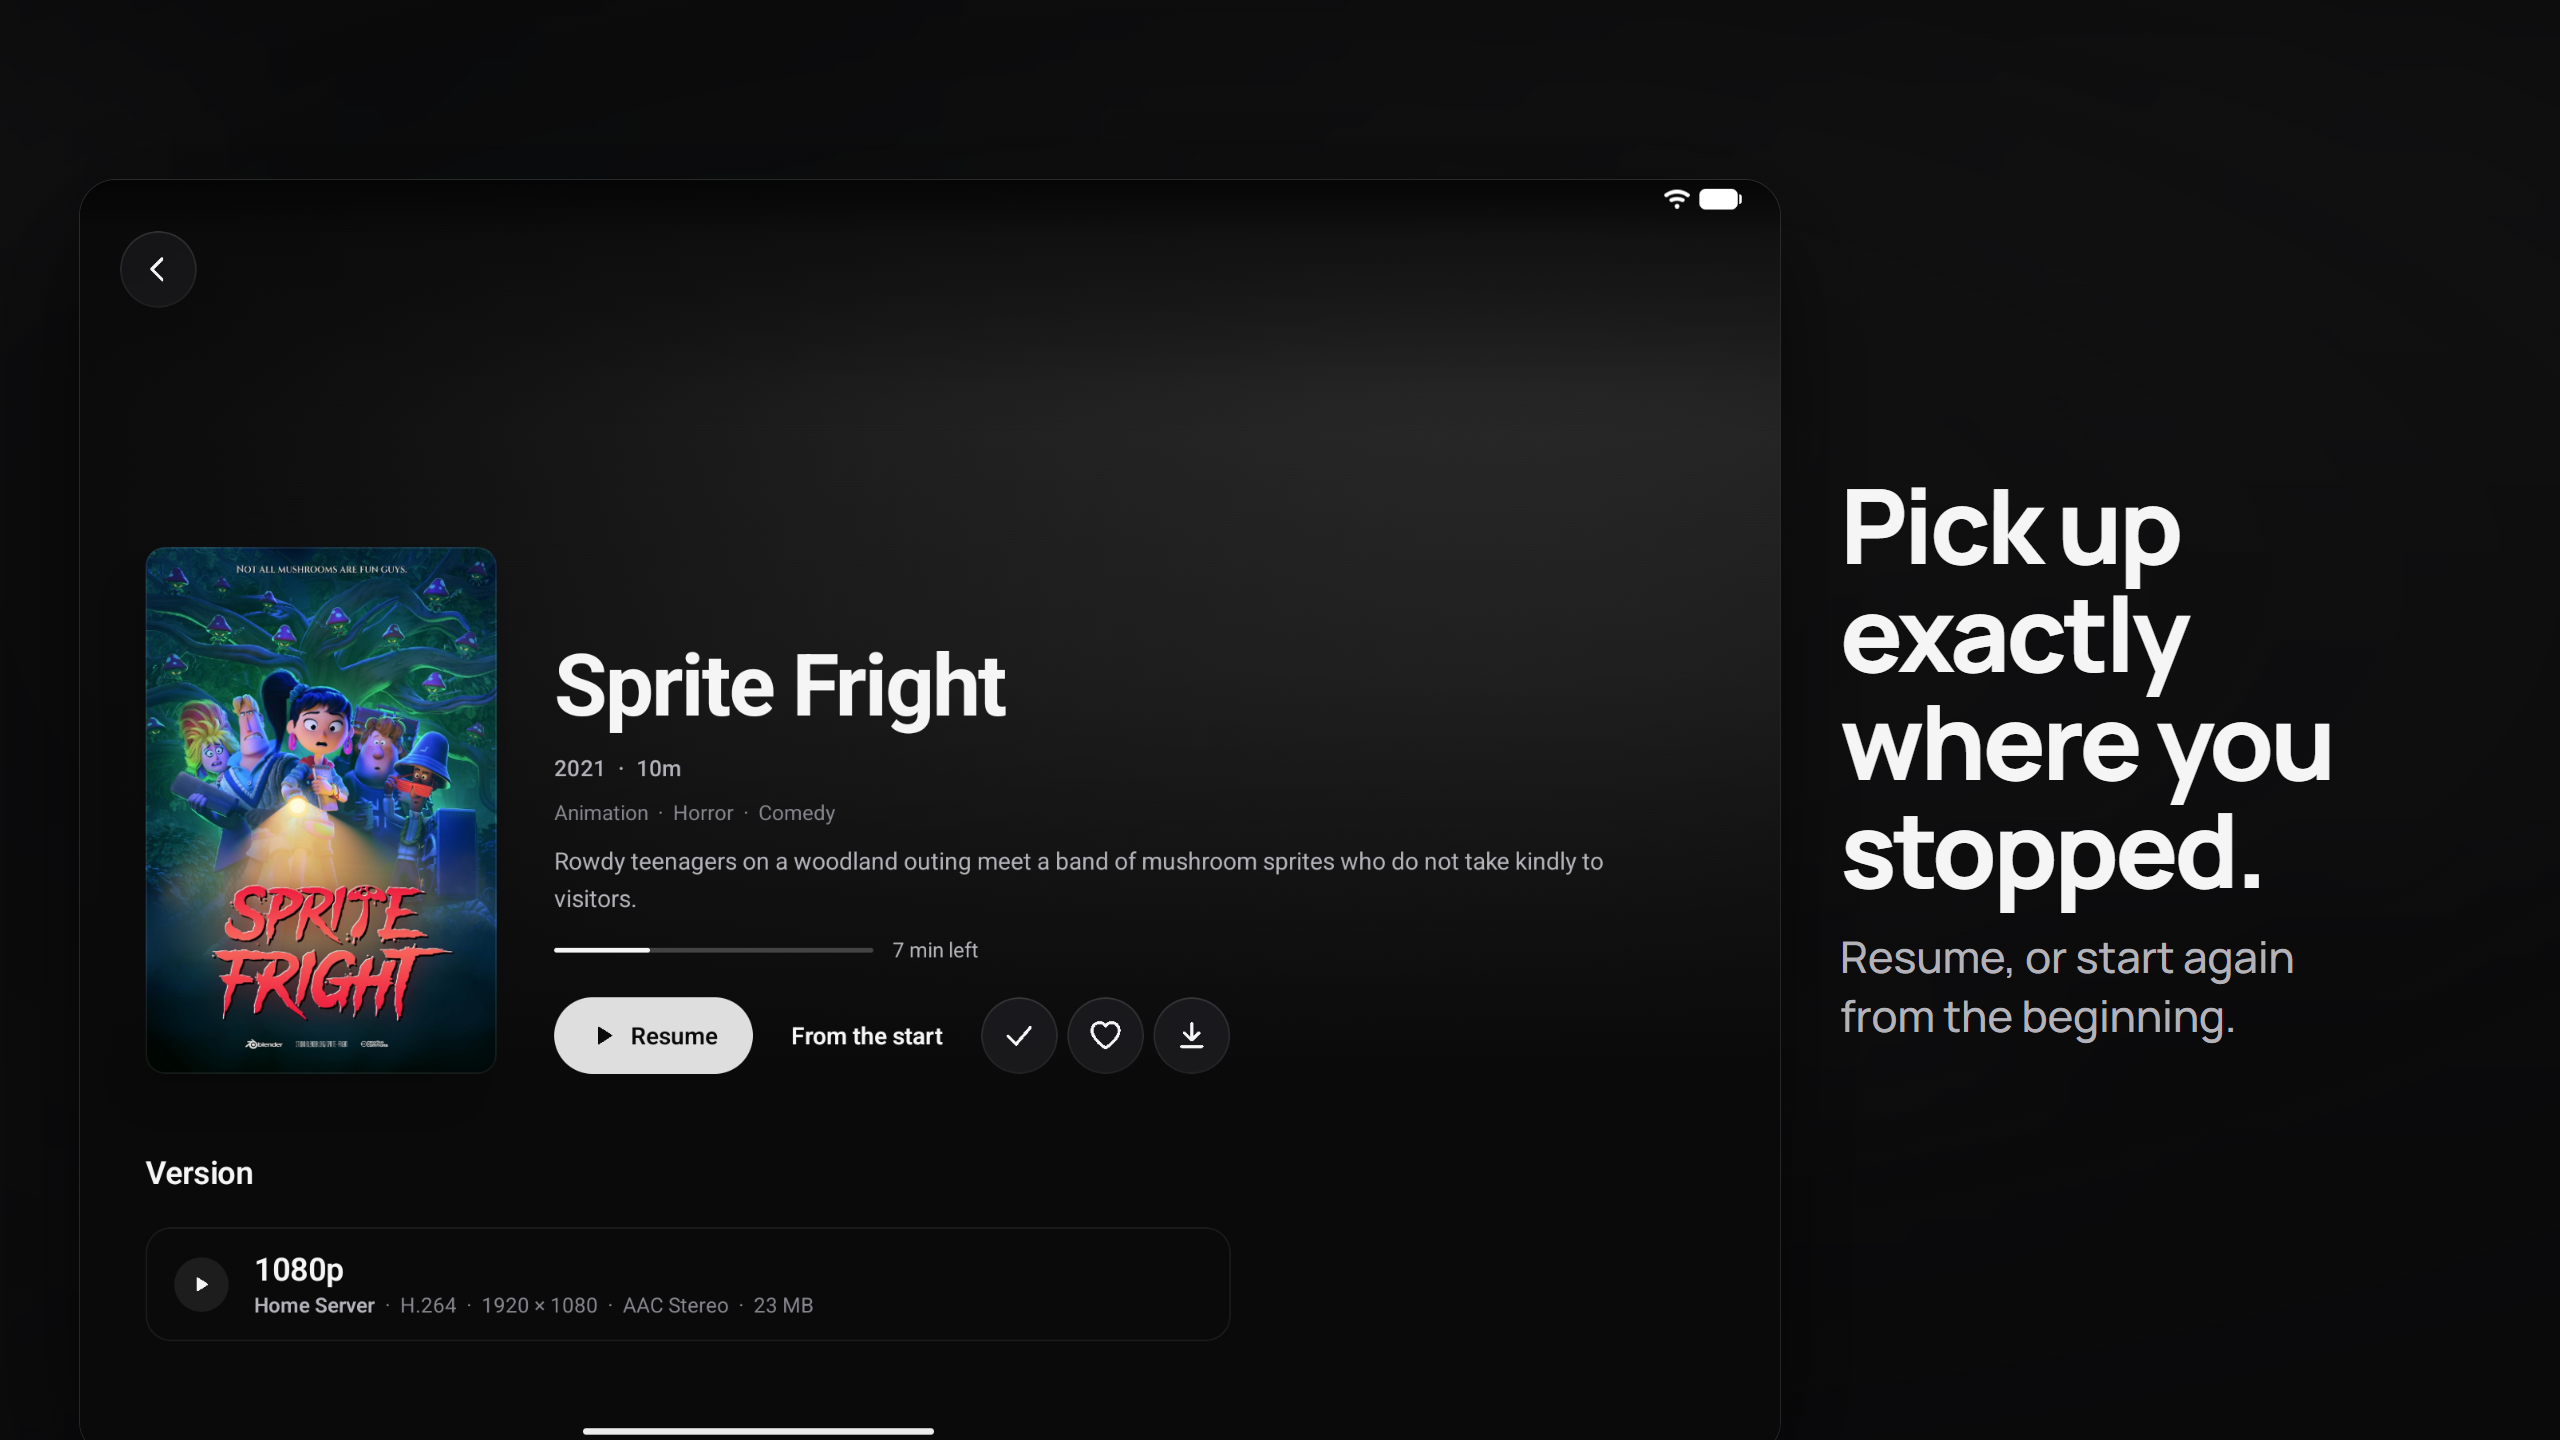 NOT ALL MUSHROOMS ARE FUN GUYS.
SPRITE
FRIGHT
blender
Sprite Fright
2021 · 10m
Animation · Horror · Comedy
Rowdy teenagers on a woodland outing meet a band of mushroom sprites who do not take kindly to
visitors.
7 min left
Resume
From the start
Version
1080p
Home Server · H.264 · 1920 × 1080 · AAC Stereo · 23 MB
Pick up
exactly
where you
stopped.
Resume, or start again
from the beginning.